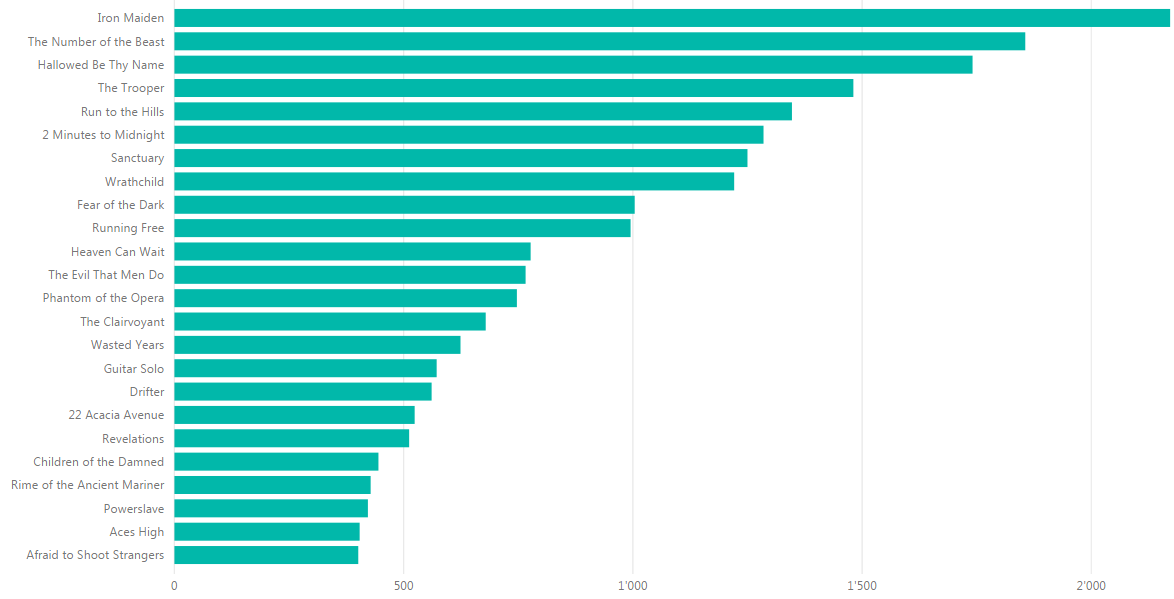 Iron Maiden
The Number of the Beast
Hallowed Be Thy Name
The Trooper
Run to the Hills
2 Minutes to Midnight
Sanctuary
Wrathchild
Fear of the Dark
Running Free
Heaven Can Wait
The Evil That Men Do
Phantom of the Opera
The Clairvoyant
Wasted Years
Guitar Solo
Drifter
22 Acacia Avenue
Revelations
Children of the Damned
Rime of the Ancient Mariner
Powerslave
Aces High
Afraid to Shoot Strangers
0 500 1'000 1'500 2'000